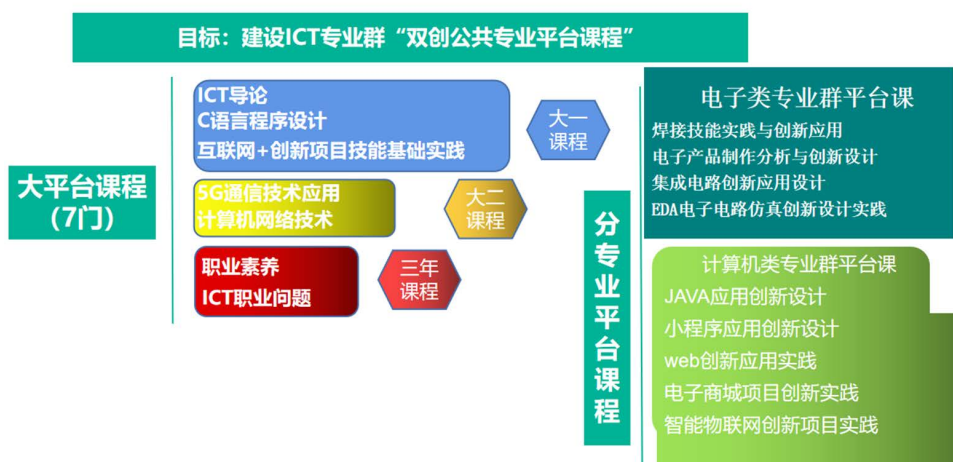 目标：建设ICT专业群“双创公共专业平台课程”
大平台课程
（7门）
ICT导论
C语言程序设计
互联网+创新项目技能基础实践
大一
课程
5G通信技术应用
计算机网络技术
大二
课程
职业素养
ICT职业问题
三年
课程
分专业平台课程
电子类专业群平台课
焊接技能实践与创新应用
电子产品制作分析与创新设计
集成电路创新应用设计
EDA电子电路仿真创新设计实践
计算机类专业群平台课
JAVA应用创新设计
小程序应用创新设计
web创新应用实践
电子商城项目创新实践
智能物联网创新项目实践